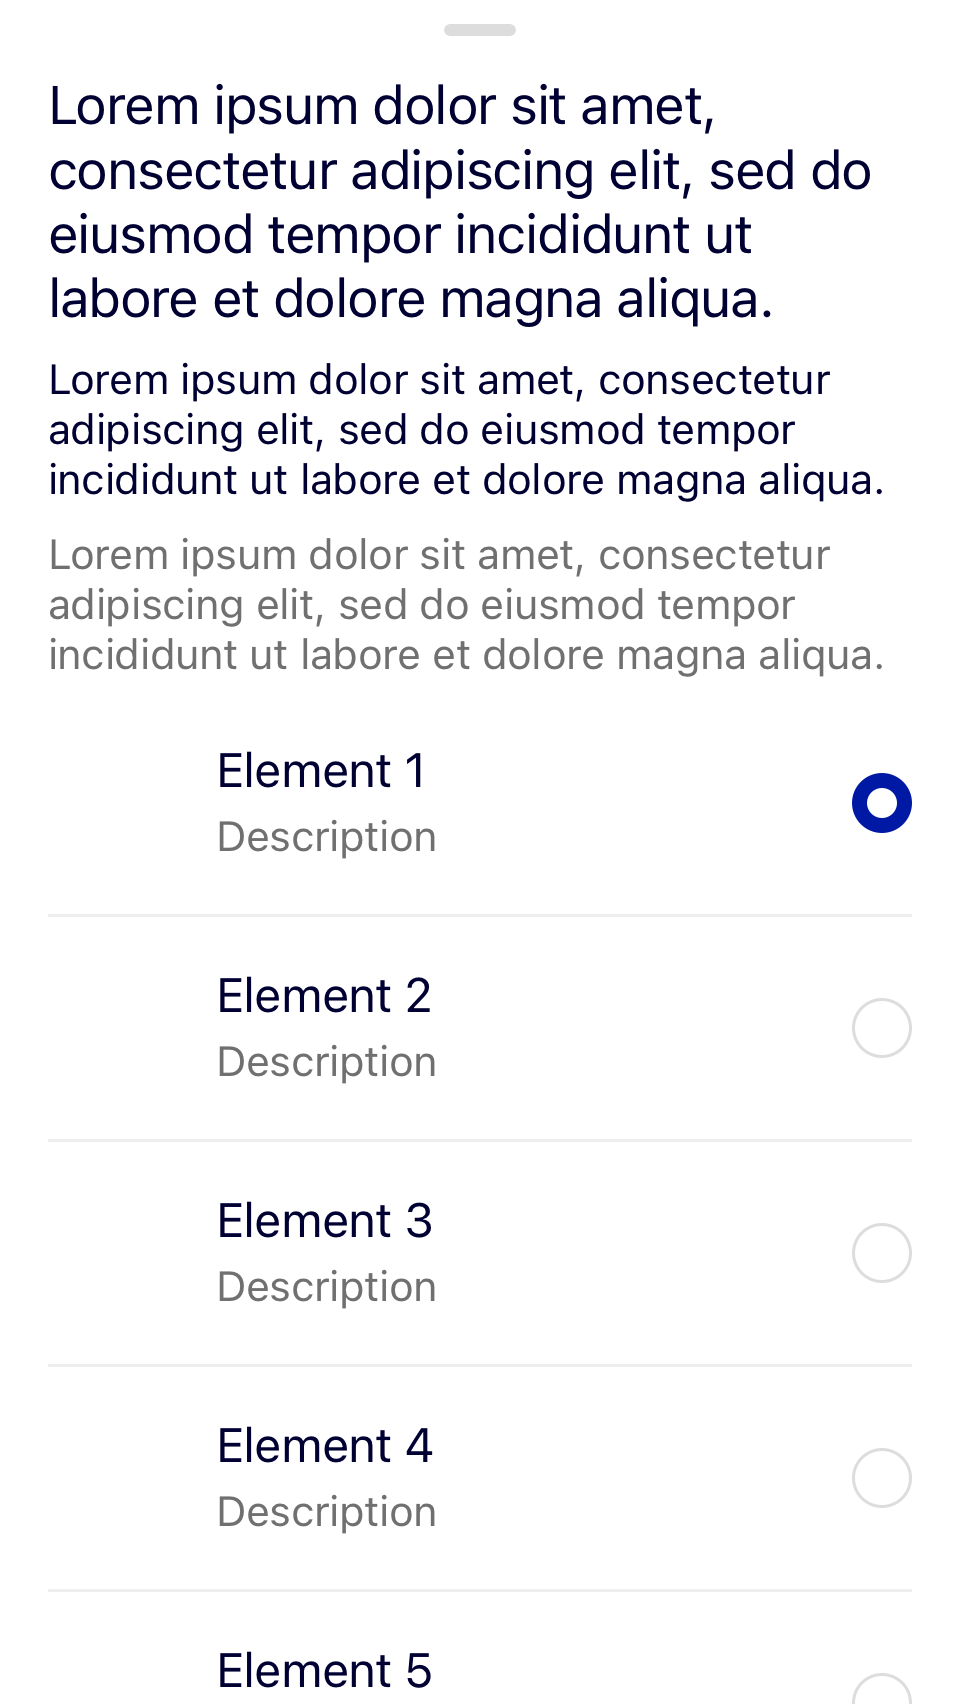 Lorem ipsum dolor sit amet,
consectetur adipiscing elit, sed do
eiusmod tempor incididunt ut
labore et dolore magna aliqua.
Lorem ipsum dolor sit amet, consectetur
adipiscing elit, sed do eiusmod tempor
incididunt ut labore et dolore magna aliqua.
Lorem ipsum dolor sit amet, consectetur
adipiscing elit, sed do eiusmod tempor
incididunt ut labore et dolore magna aliqua.
Element 1
Description
Element 2
Description
Element 3
Description
Element 4
Description
Element 5